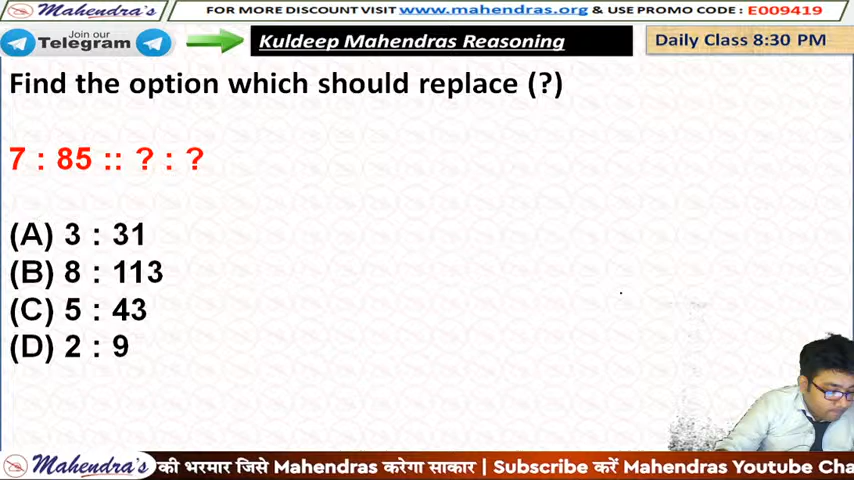 Mahendra's FOR MORE DISCOUNT VISIT www.mahendras.org & USE PROMO CODE : E009419
Join our
Telegram
Kuldeep Mahendras Reasoning
Daily Class 8:30 PM
Find the option which should replace (?)
7 : 85 :: ? : ?
(A) 3 : 31
(B) 8 : 113
(C) 5 : 43
(D) 2 : 9
Mahendra's की भरमार जिसे Mahendras करेगा साकार | Subscribe करें Mahendras Youtube Cha